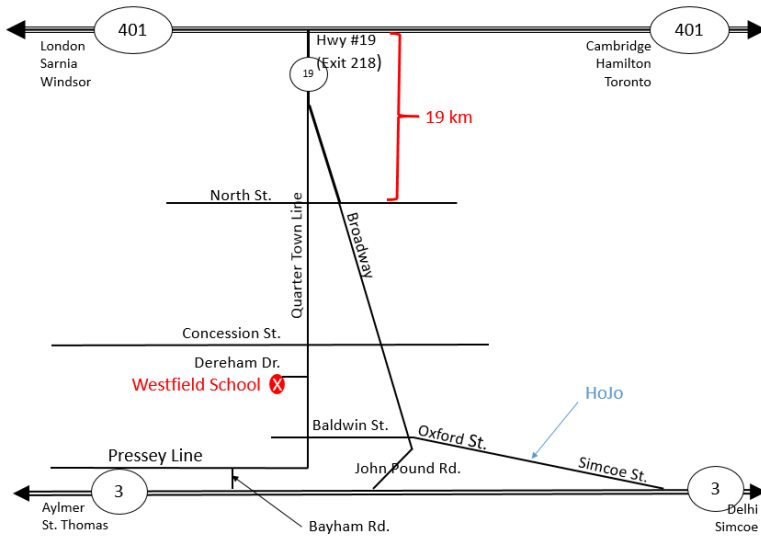 401
401
London
Sarnia
Windsor
Hwy #19
(Exit 218)
Cambridge
Hamilton
Toronto
19
19 km
North St.
Quarter Town Line
Broadway
Concession St.
Dereham Dr.
Westfield School
X
HoJo
Baldwin St.
Oxford St.
Simcoe St.
Pressey Line
John Pound Rd.
3
3
Aylmer
St. Thomas
Bayham Rd.
Delhi
Simcoe